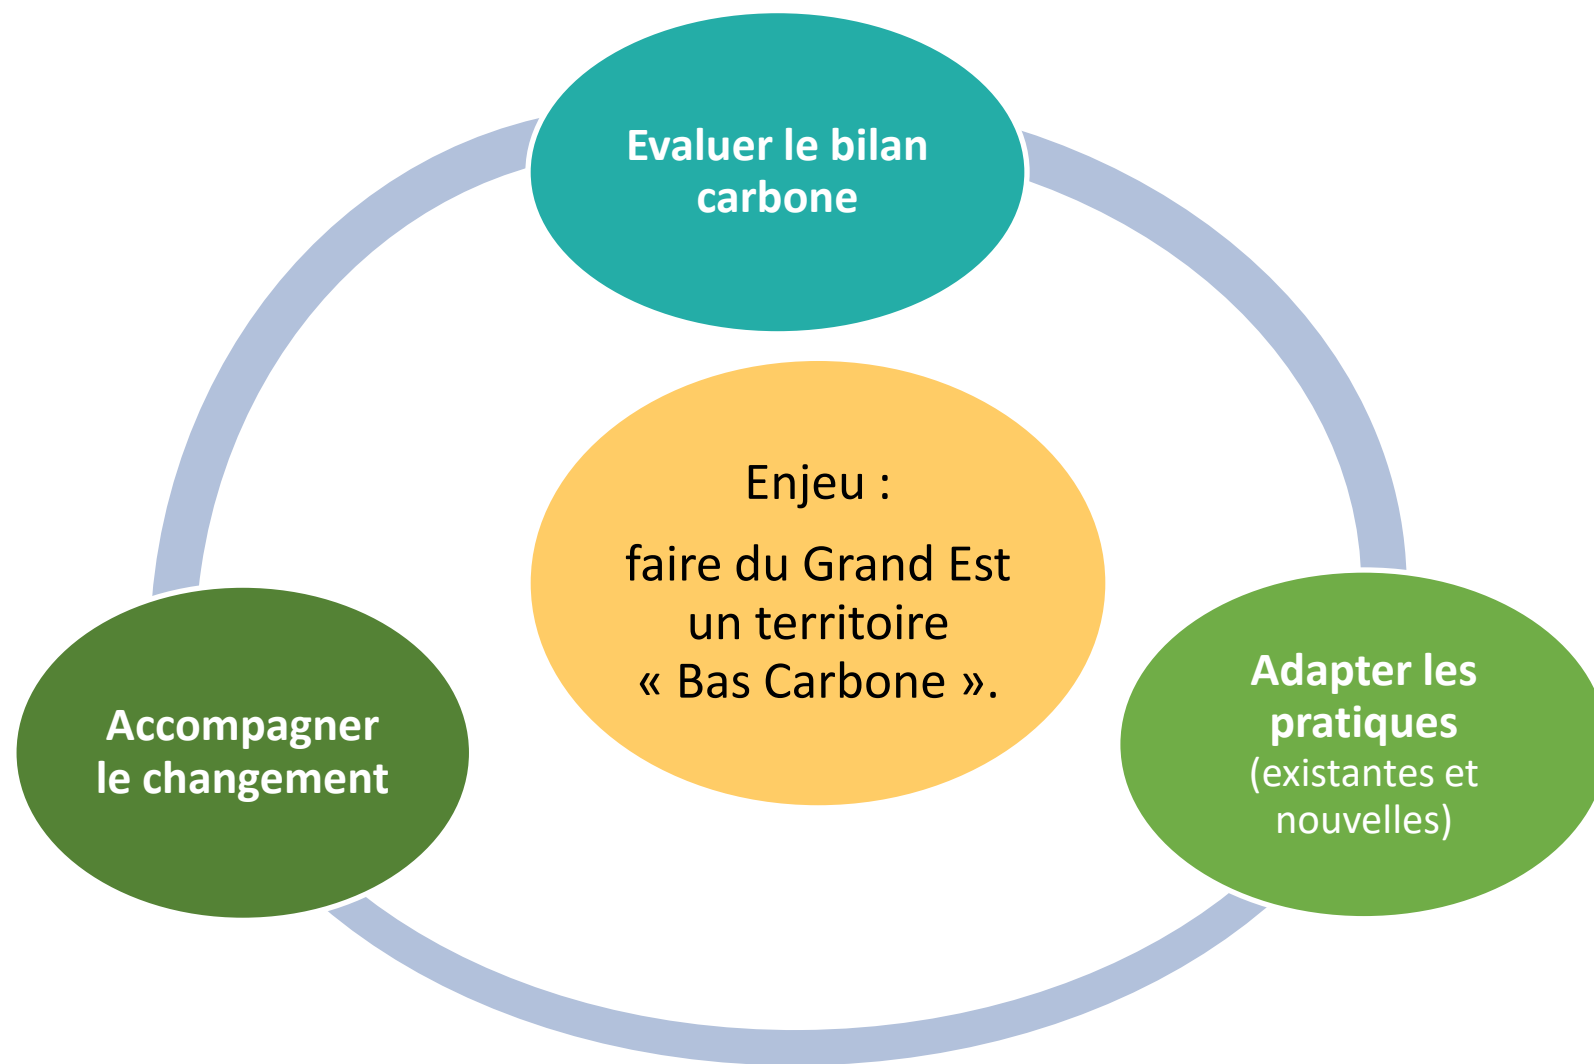 Evaluer le bilan
carbone
Enjeu :
faire du Grand Est
un territoire
« Bas Carbone ».
Adapter les
pratiques
(existantes et
nouvelles)
Accompagner
le changement